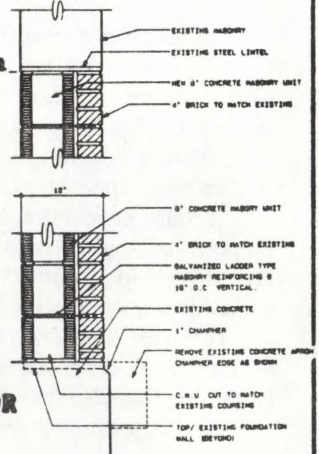 EXISTING MASONRY
EXISTING STEEL LINTEL
NEW 8" CONCRETE MASONRY UNIT
4" BRICK TO MATCH EXISTING
12"
8" CONCRETE MASONRY UNIT
4" BRICK TO MATCH EXISTING
GALVANIZED LADDER TYPE
MASONRY REINFORCING @
16" O.C VERTICAL.
EXISTING CONCRETE
1" CHAMPHER
REMOVE EXISTING CONCRETE APRON
CHAMPHER EDGE AS SHOWN
C.M.U CUT TO MATCH
EXISTING COURSING
OR
TOP/ EXISTING FOUNDATION
WALL (BEYOND)